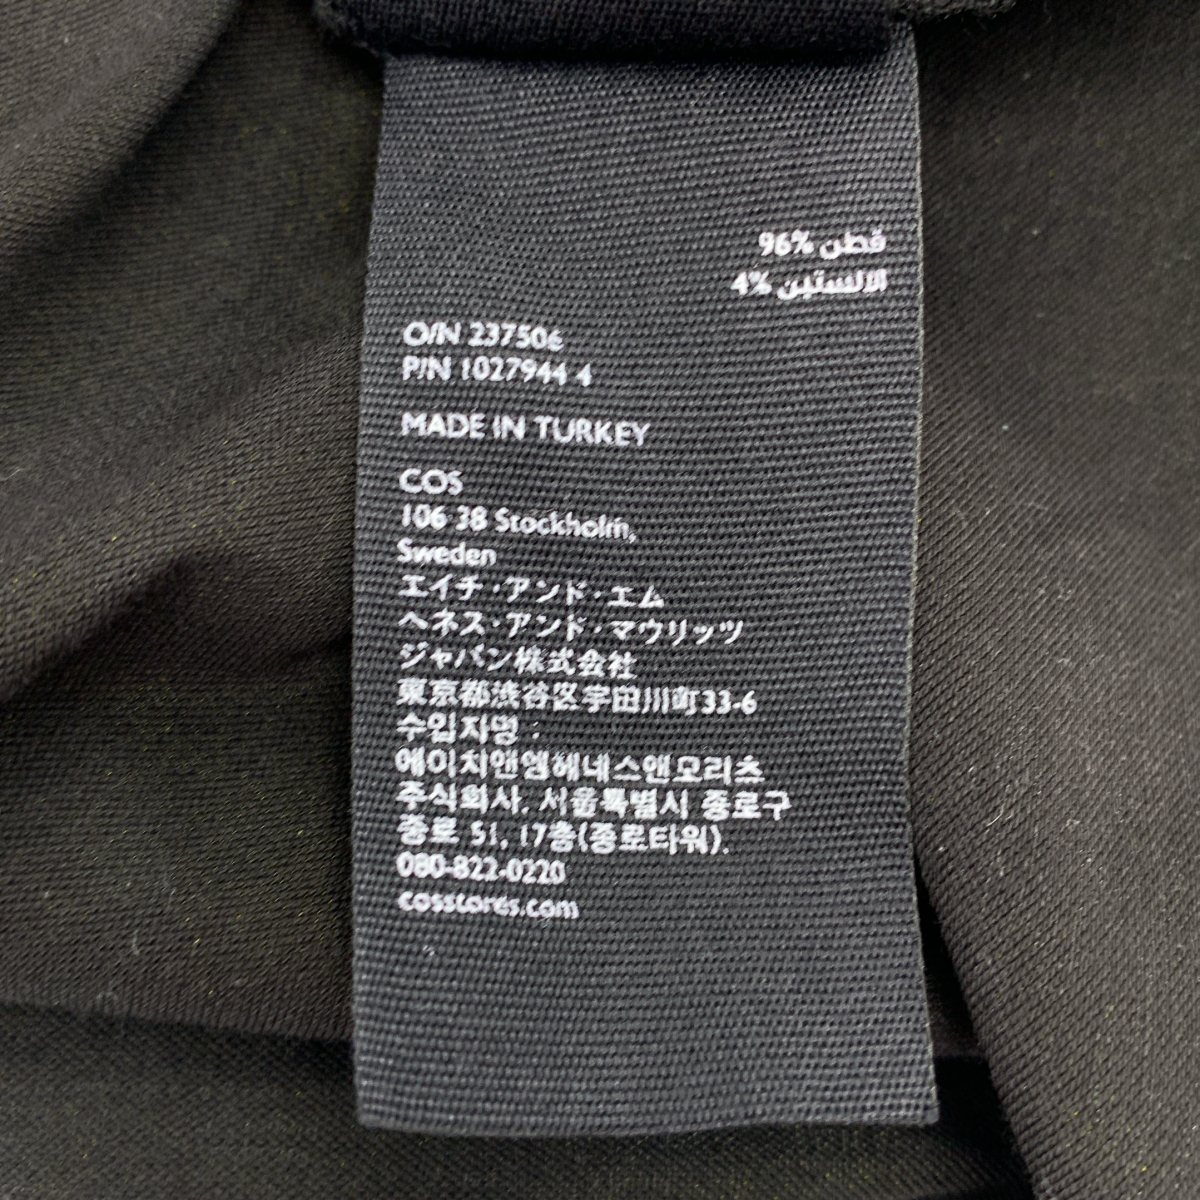 قطن 96%
الالستين 4%
O/N 237506
P/N 1027944 4
MADE IN TURKEY
COS
106 38 Stockholm,
Sweden
エイチ・アンド・エム
ヘネス・アンド・マウリッツ
ジャパン株式会社
東京都渋谷区宇田川町33-6
수입자명 :
에이치앤엠헤네스앤모리츠
주식회사, 서울특별시 종로구
종로 51, 17층(종로타워).
080-822-0220
cosstores.com